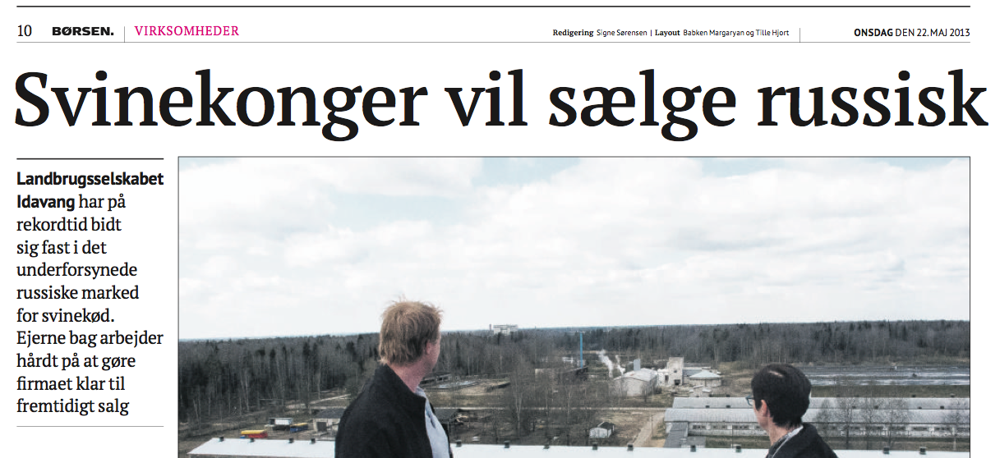 10 BØRSEN. VIRKSOMHEDER Redigering Signe Sørensen | Layout Babken Margaryan og Tille Hjort ONSDAG DEN 22. MAJ 2013
Svinekonger vil sælge russisk
Landbrugsselskabet
Idavang har på
rekordtid bidt
sig fast i det
underforsynede
russiske marked
for svinekød.
Ejerne bag arbejder
hårdt på at gøre
firmaet klar til
fremtidigt salg